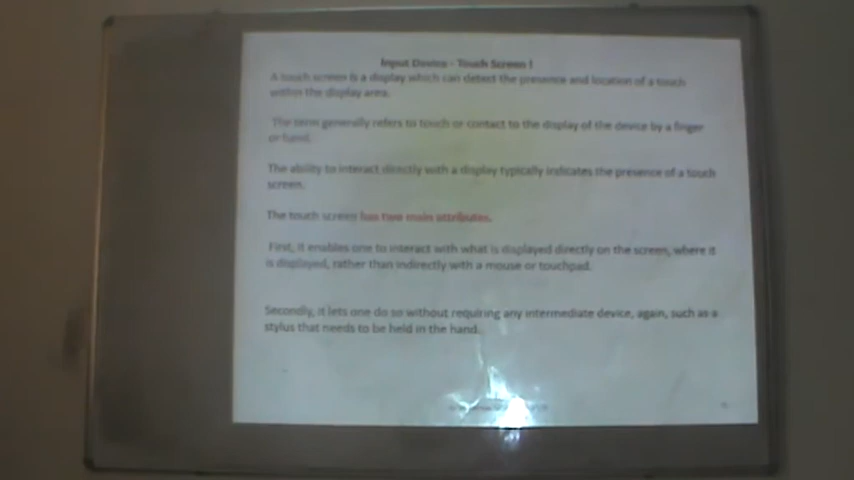 Input Device - Touch Screen I
A touch screen is a display which can detect the presence and location of a touch
within the display area.
The term generally refers to touch or contact to the display of the device by a finger
or hand.
The ability to interact directly with a display typically indicates the presence of a touch
screen.
The touch screen has two main attributes.
First, it enables one to interact with what is displayed directly on the screen, where it
is displayed, rather than indirectly with a mouse or touchpad.
Secondly, it lets one do so without requiring any intermediate device, again, such as a
stylus that needs to be held in the hand.